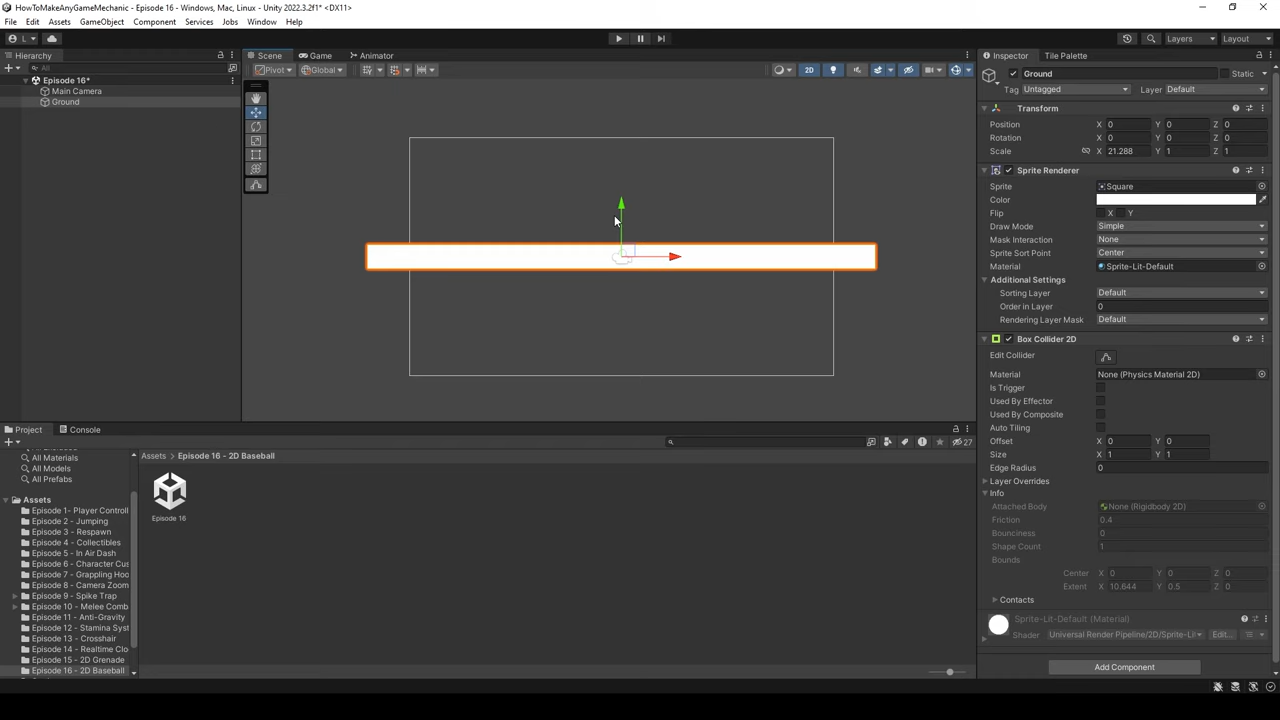 HowToMakeAnyGameMechanic - Episode 16 - Windows, Mac, Linux - Unity 2022.3.2f1* <DX11>
File Edit Assets GameObject Component Services Jobs Window Help
L Layers Layout
Hierarchy Scene Game Animator Inspector Tile Palette
All Pivot Global 2D Ground Static
Episode 16* Tag Untagged Layer Default
Main Camera
Ground
Transform
Position X 0 Y 0 Z 0
Rotation X 0 Y 0 Z 0
Scale X 21.288 Y 1 Z 1
Sprite Renderer
Sprite Square
Color
Flip X Y
Draw Mode Simple
Mask Interaction None
Sprite Sort Point Center
Material Sprite-Lit-Default
Additional Settings
Sorting Layer Default
Order in Layer 0
Rendering Layer Mask Default
Box Collider 2D
Edit Collider
Material None (Physics Material 2D)
Is Trigger
Used By Effector
Used By Composite
Auto Tiling
Offset X 0 Y 0
Size X 1 Y 1
Edge Radius 0
Layer Overrides
Info
Attached Body None (Rigidbody 2D)
Friction 0.4
Bounciness 0
Shape Count 1
Bounds
Center X 0 Y 0 Z 0
Extent X 10.644 Y 0.5 Z 0
Contacts
Sprite-Lit-Default (Material)
Shader Universal Render Pipeline/2D/Sprite-Lit Edit...
Add Component
Project Console
27
All Materials
All Models
All Prefabs
Assets
Episode 1- Player Controll
Episode 2 - Jumping
Episode 3 - Respawn
Episode 4 - Collectibles
Episode 5 - In Air Dash
Episode 6 - Character Cus
Episode 7 - Grappling Hoo
Episode 8 - Camera Zoom
Episode 9 - Spike Trap
Episode 10 - Melee Comb
Episode 11 - Anti-Gravity
Episode 12 - Stamina Syst
Episode 13 - Crosshair
Episode 14 - Realtime Clo
Episode 15 - 2D Grenade
Episode 16 - 2D Baseball
Assets Episode 16 - 2D Baseball
Episode 16